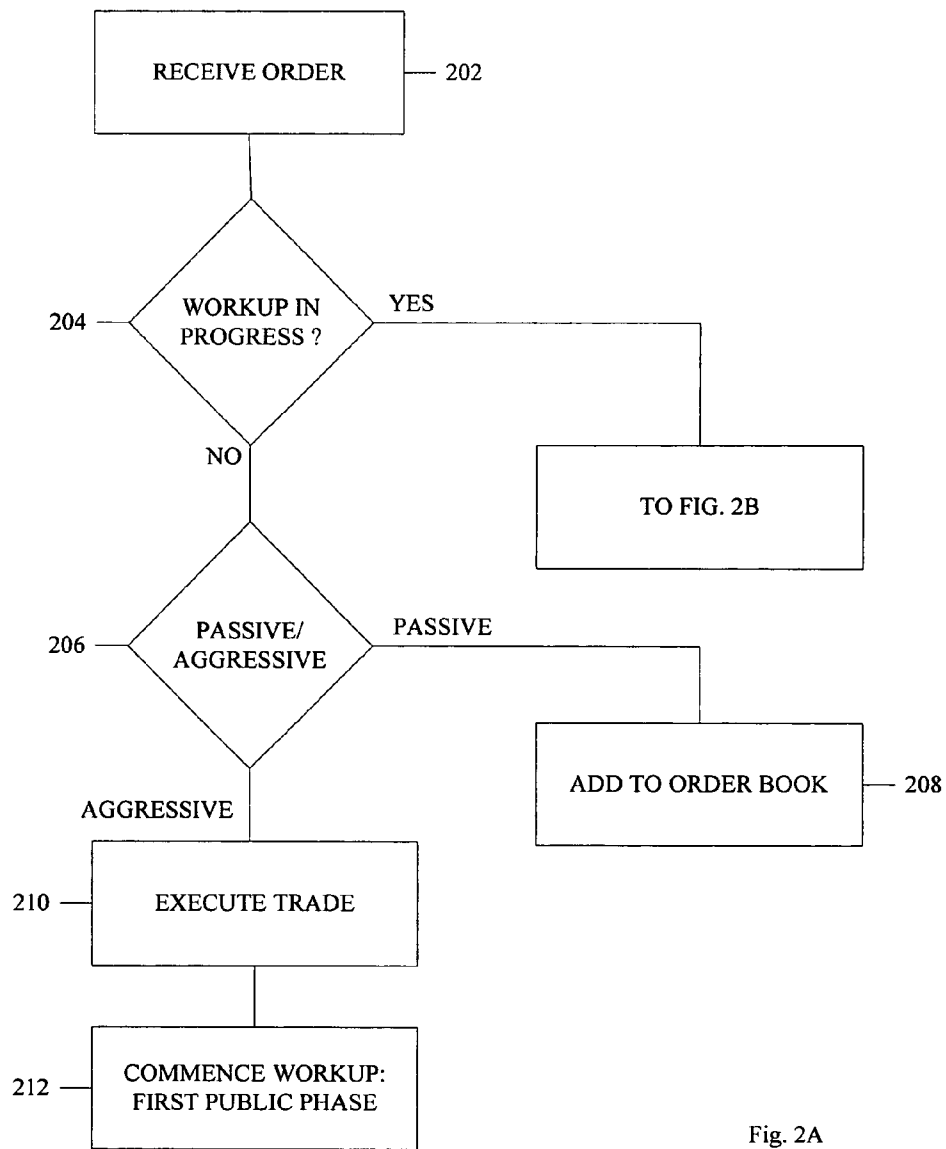 RECEIVE ORDER
202
WORKUP IN
PROGRESS ?
204
YES
NO
TO FIG. 2B
PASSIVE/
AGGRESSIVE
206
PASSIVE
ADD TO ORDER BOOK
208
AGGRESSIVE
210
EXECUTE TRADE
212
COMMENCE WORKUP:
FIRST PUBLIC PHASE
Fig. 2A